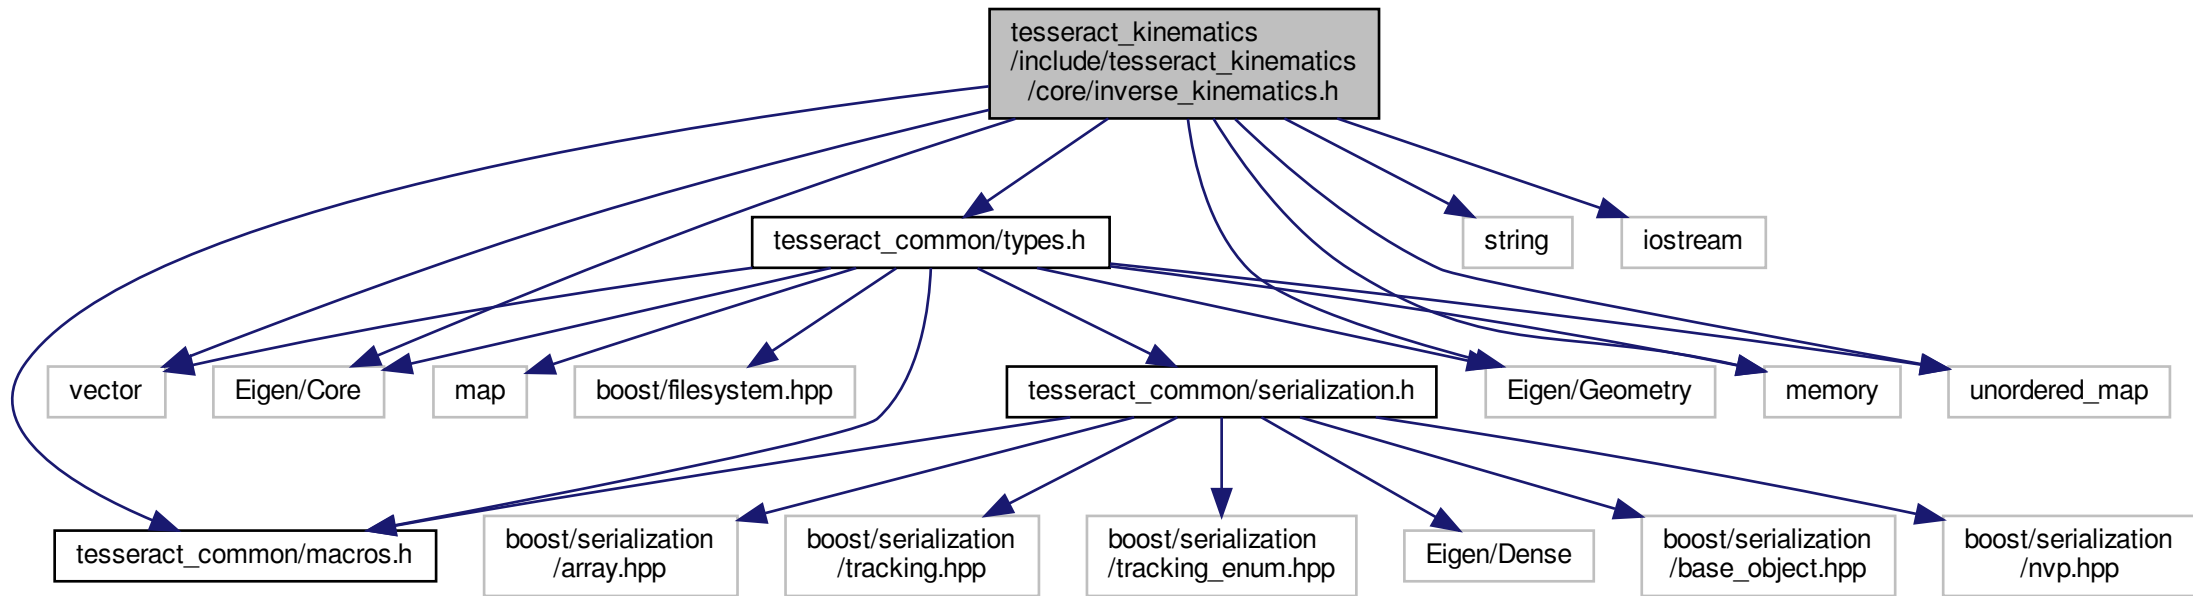 tesseract_kinematics
/include/tesseract_kinematics
/core/inverse_kinematics.h
tesseract_common/types.h
string
iostream
vector
Eigen/Core
map
boost/filesystem.hpp
tesseract_common/serialization.h
Eigen/Geometry
memory
unordered_map
tesseract_common/macros.h
boost/serialization
/array.hpp
boost/serialization
/tracking.hpp
boost/serialization
/tracking_enum.hpp
Eigen/Dense
boost/serialization
/base_object.hpp
boost/serialization
/nvp.hpp